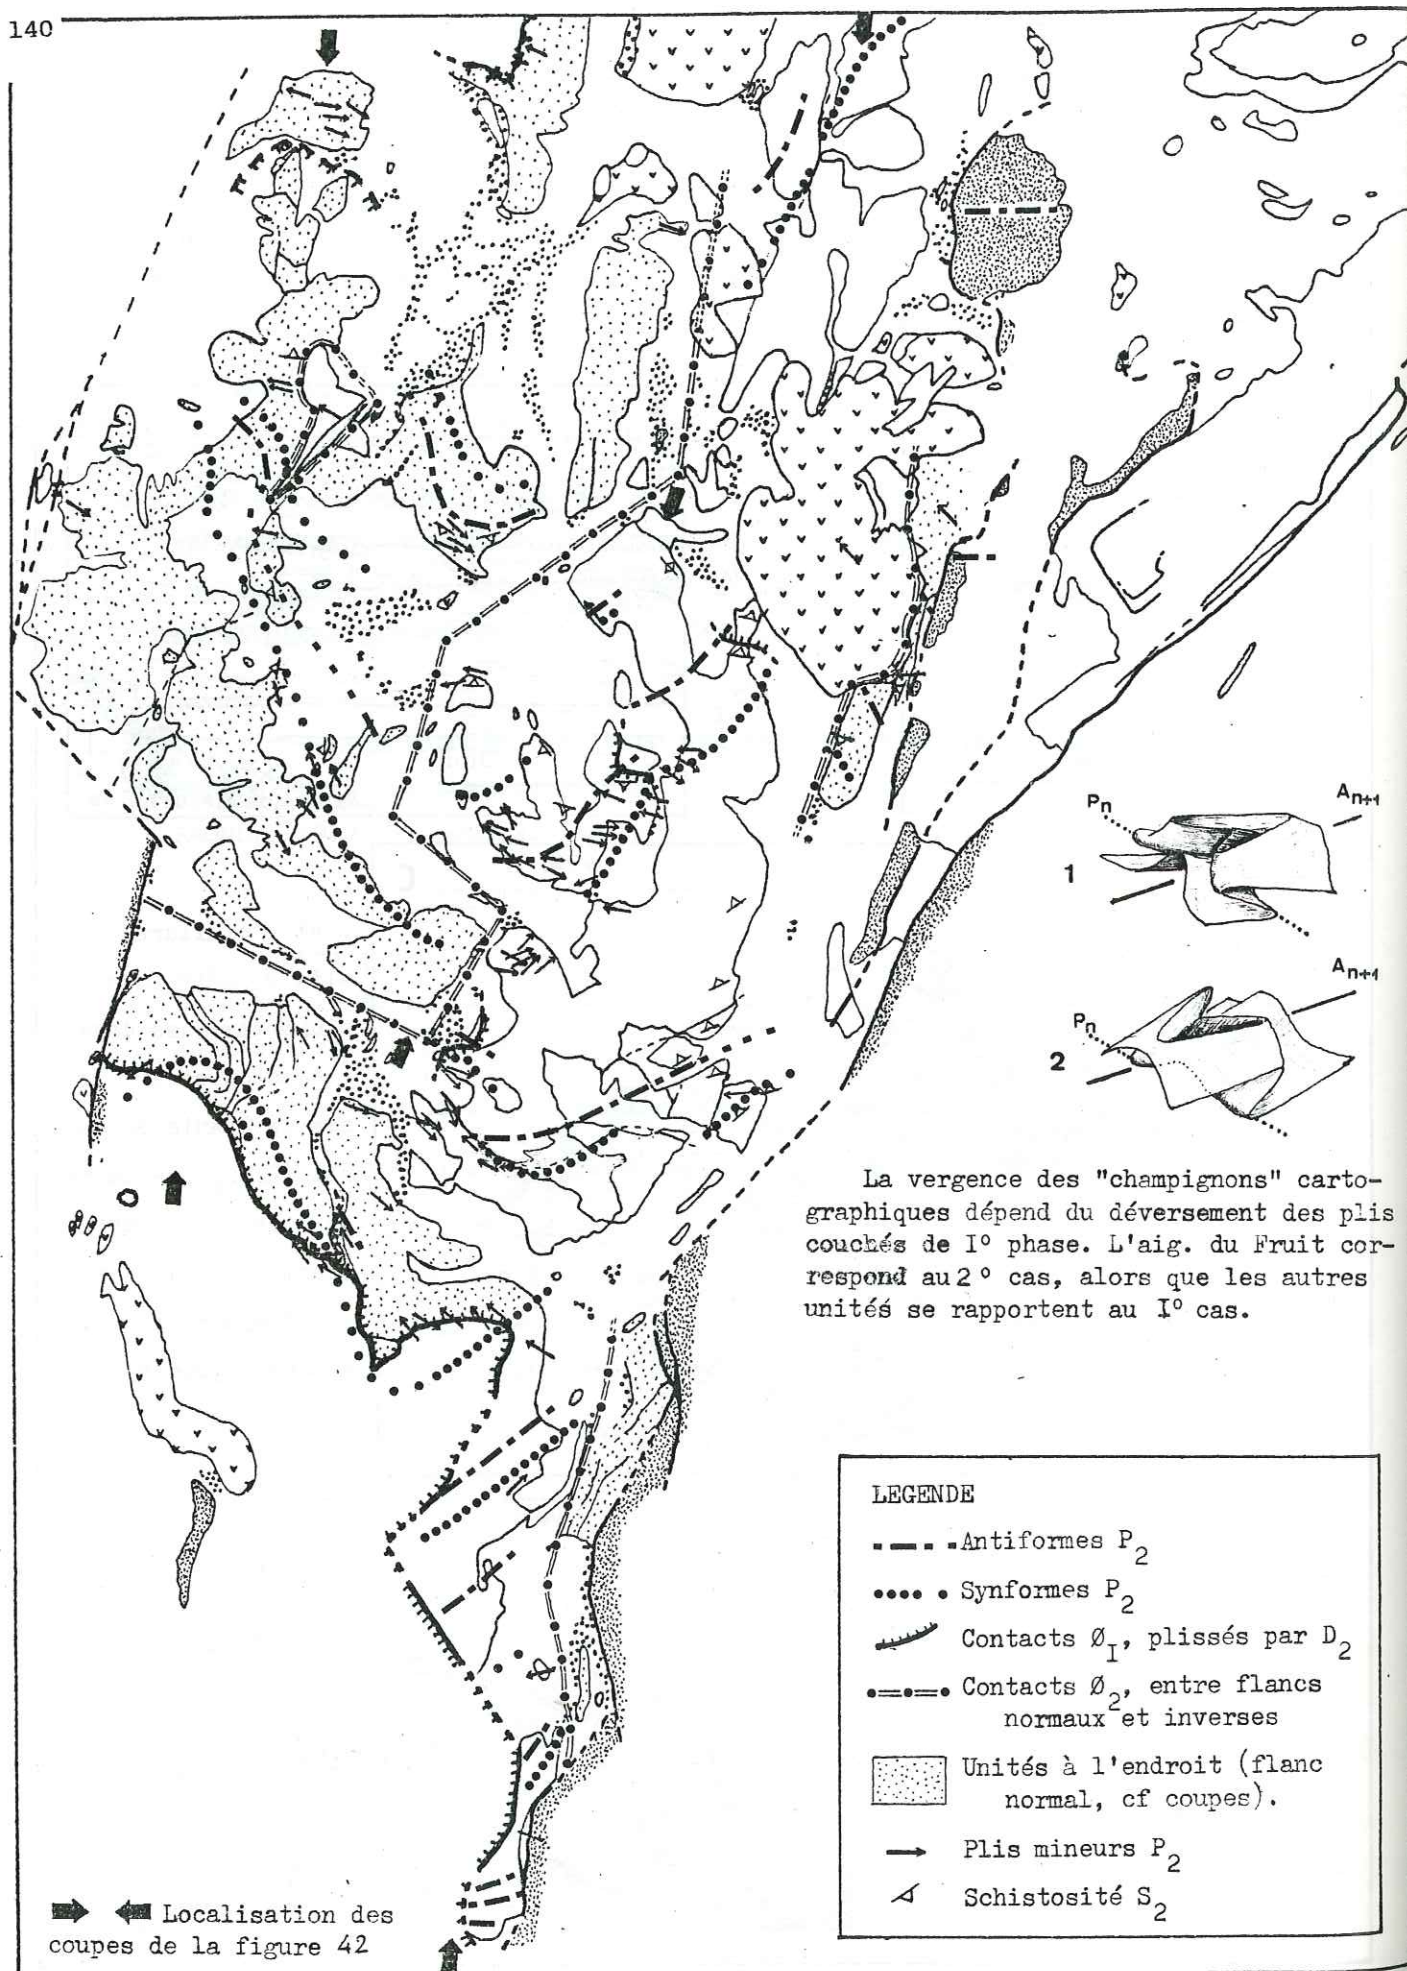 140
Pn
An+1
1
An+1
Pn
2
La vergence des "champignons" carto-
graphiques dépend du déversement des plis
couchés de I° phase. L'aig. du Fruit cor-
respond au 2° cas, alors que les autres
unités se rapportent au I° cas.
LEGENDE
Antiformes P2
Synformes P2
Contacts ØI, plissés par D2
Contacts Ø2, entre flancs
normaux et inverses
Unités à l'endroit (flanc
normal, cf coupes).
Plis mineurs P2
Schistosité S2
Localisation des
coupes de la figure 42